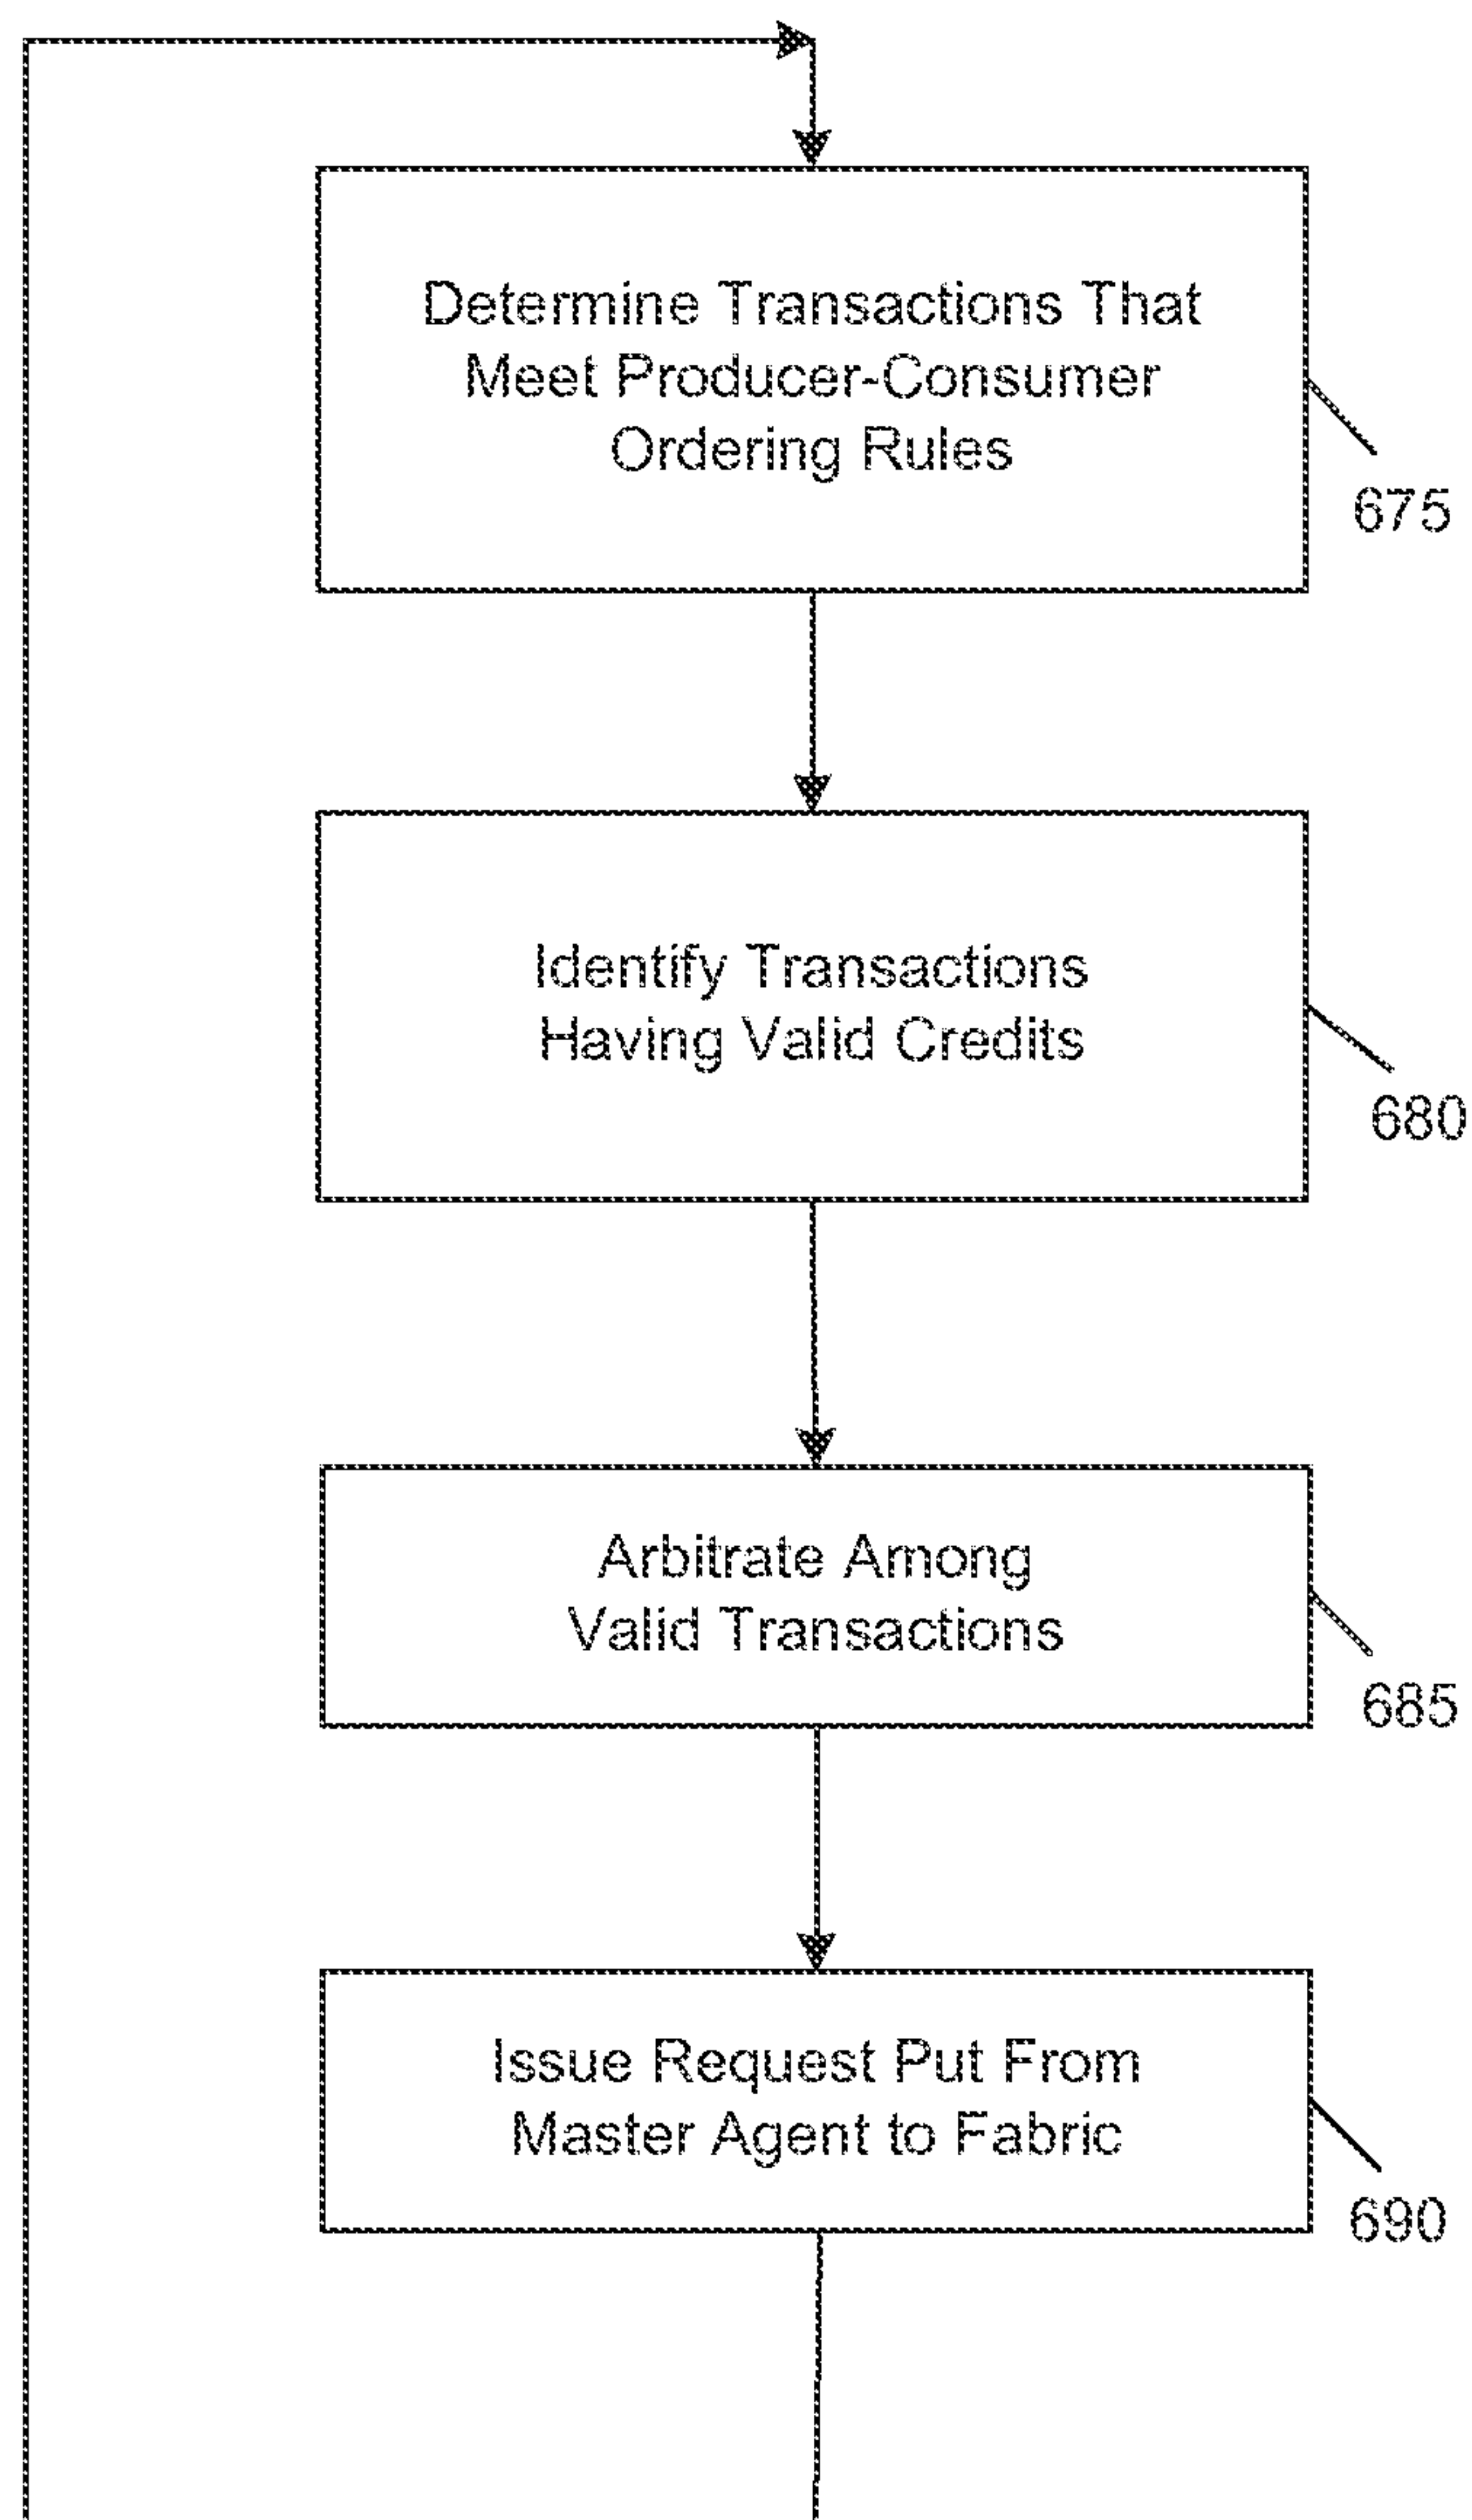 Determine Transactions That
Meet Producer-Consumer
Ordering Rules
675
Identify Transactions
Having Valid Credits
680
Arbitrate Among
Valid Transactions
685
Issue Request Put From
Master Agent to Fabric
690